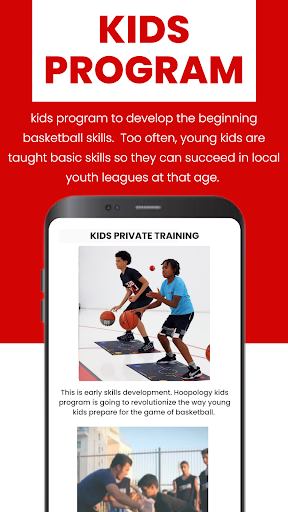 KIDS
PROGRAM
kids program to develop the beginning
basketball skills. Too often, young kids are
taught basic skills so they can succeed in local
youth leagues at that age.
KIDS PRIVATE TRAINING
This is early skills development. Hoopology kids
program is going to revolutionize the way young
kids prepare for the game of basketball.